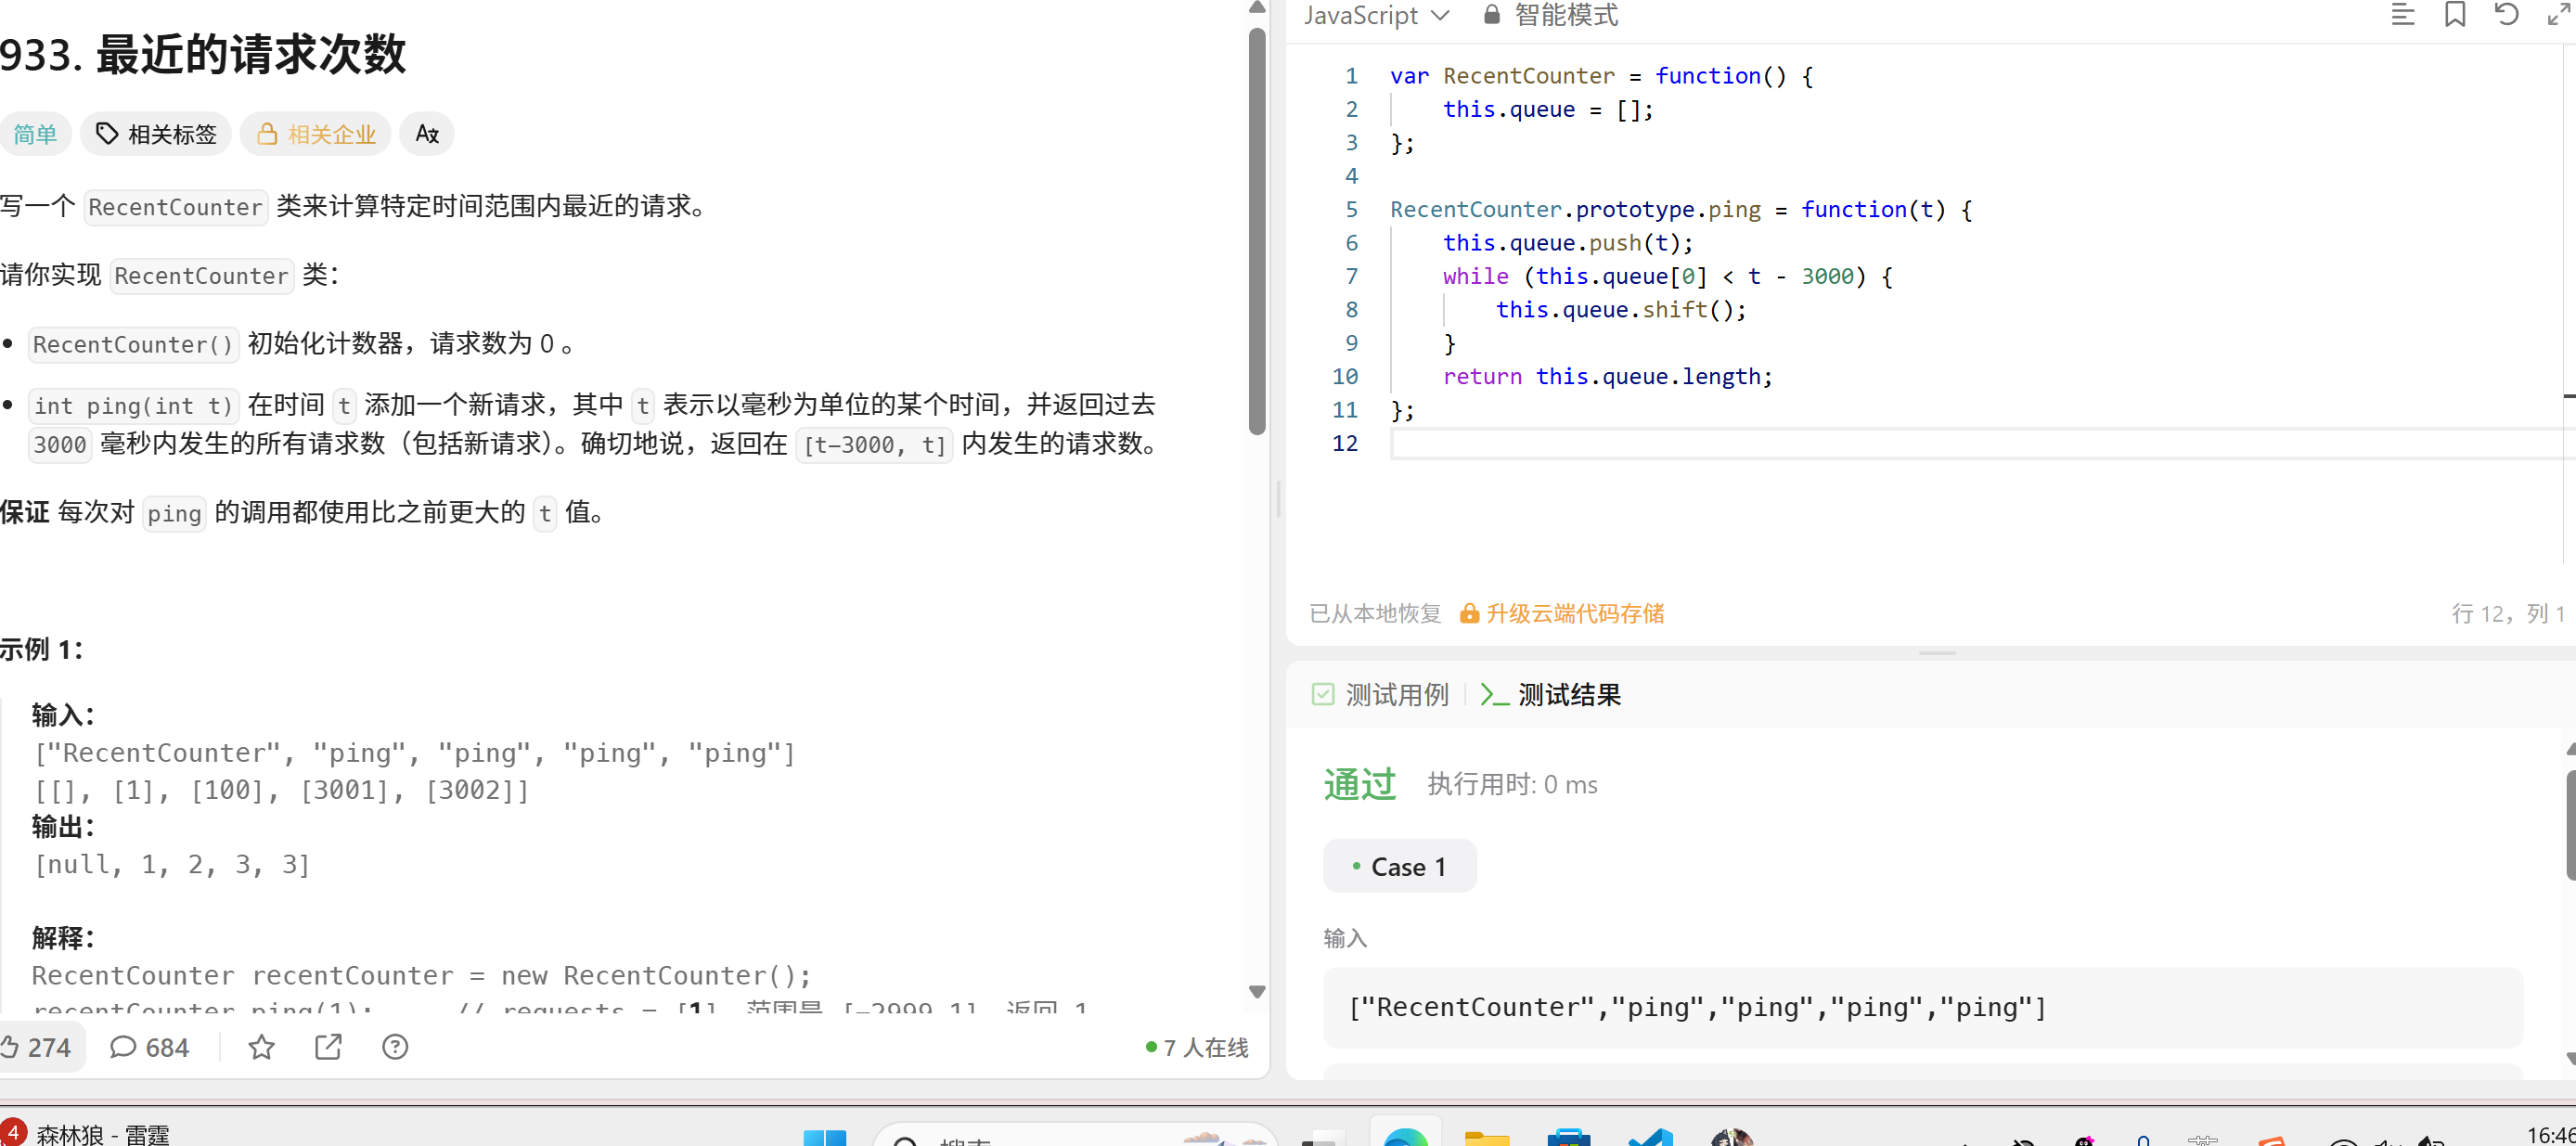 933. 最近的请求次数
简单 相关标签 相关企业
写一个 RecentCounter 类来计算特定时间范围内最近的请求。
请你实现 RecentCounter 类：
• RecentCounter() 初始化计数器，请求数为 0 。
• int ping(int t) 在时间 t 添加一个新请求，其中 t 表示以毫秒为单位的某个时间，并返回过去
3000 毫秒内发生的所有请求数（包括新请求）。确切地说，返回在 [t-3000, t] 内发生的请求数。
保证 每次对 ping 的调用都使用比之前更大的 t 值。
示例 1：
输入：
["RecentCounter", "ping", "ping", "ping", "ping"]
[[], [1], [100], [3001], [3002]]
输出：
[null, 1, 2, 3, 3]
解释：
RecentCounter recentCounter = new RecentCounter();
recentCounter.ping(1); // requests = [1]，范围是 [-2999,1]，返回 1
274 684
7 人在线
JavaScript 智能模式
1 var RecentCounter = function() {
2 this.queue = [];
3 };
4
5 RecentCounter.prototype.ping = function(t) {
6 this.queue.push(t);
7 while (this.queue[0] < t - 3000) {
8 this.queue.shift();
9 }
10 return this.queue.length;
11 };
12
已从本地恢复 升级云端代码存储
行 12，列 1
测试用例 测试结果
通过 执行用时: 0 ms
• Case 1
输入
["RecentCounter","ping","ping","ping","ping"]
4 森林狼 - 雷霆
搜索
16:46